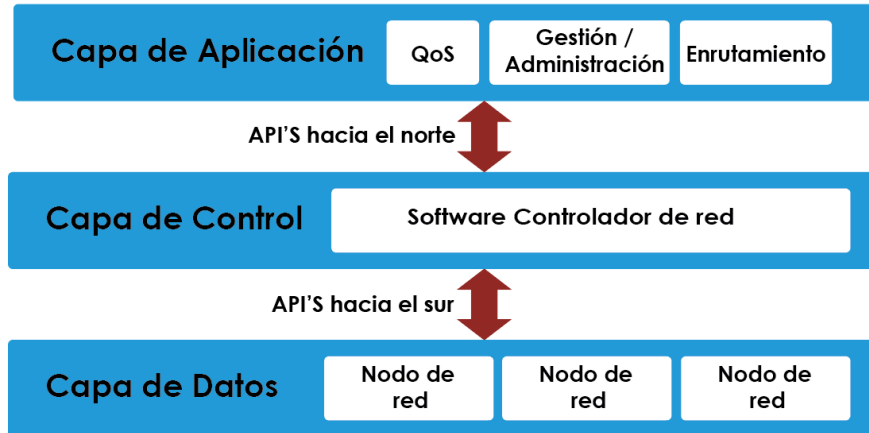 Capa de Aplicación
QoS
Gestión /
Administración
Enrutamiento
API'S hacia el norte
Capa de Control
Software Controlador de red
API'S hacia el sur
Capa de Datos
Nodo de
red
Nodo de
red
Nodo de
red